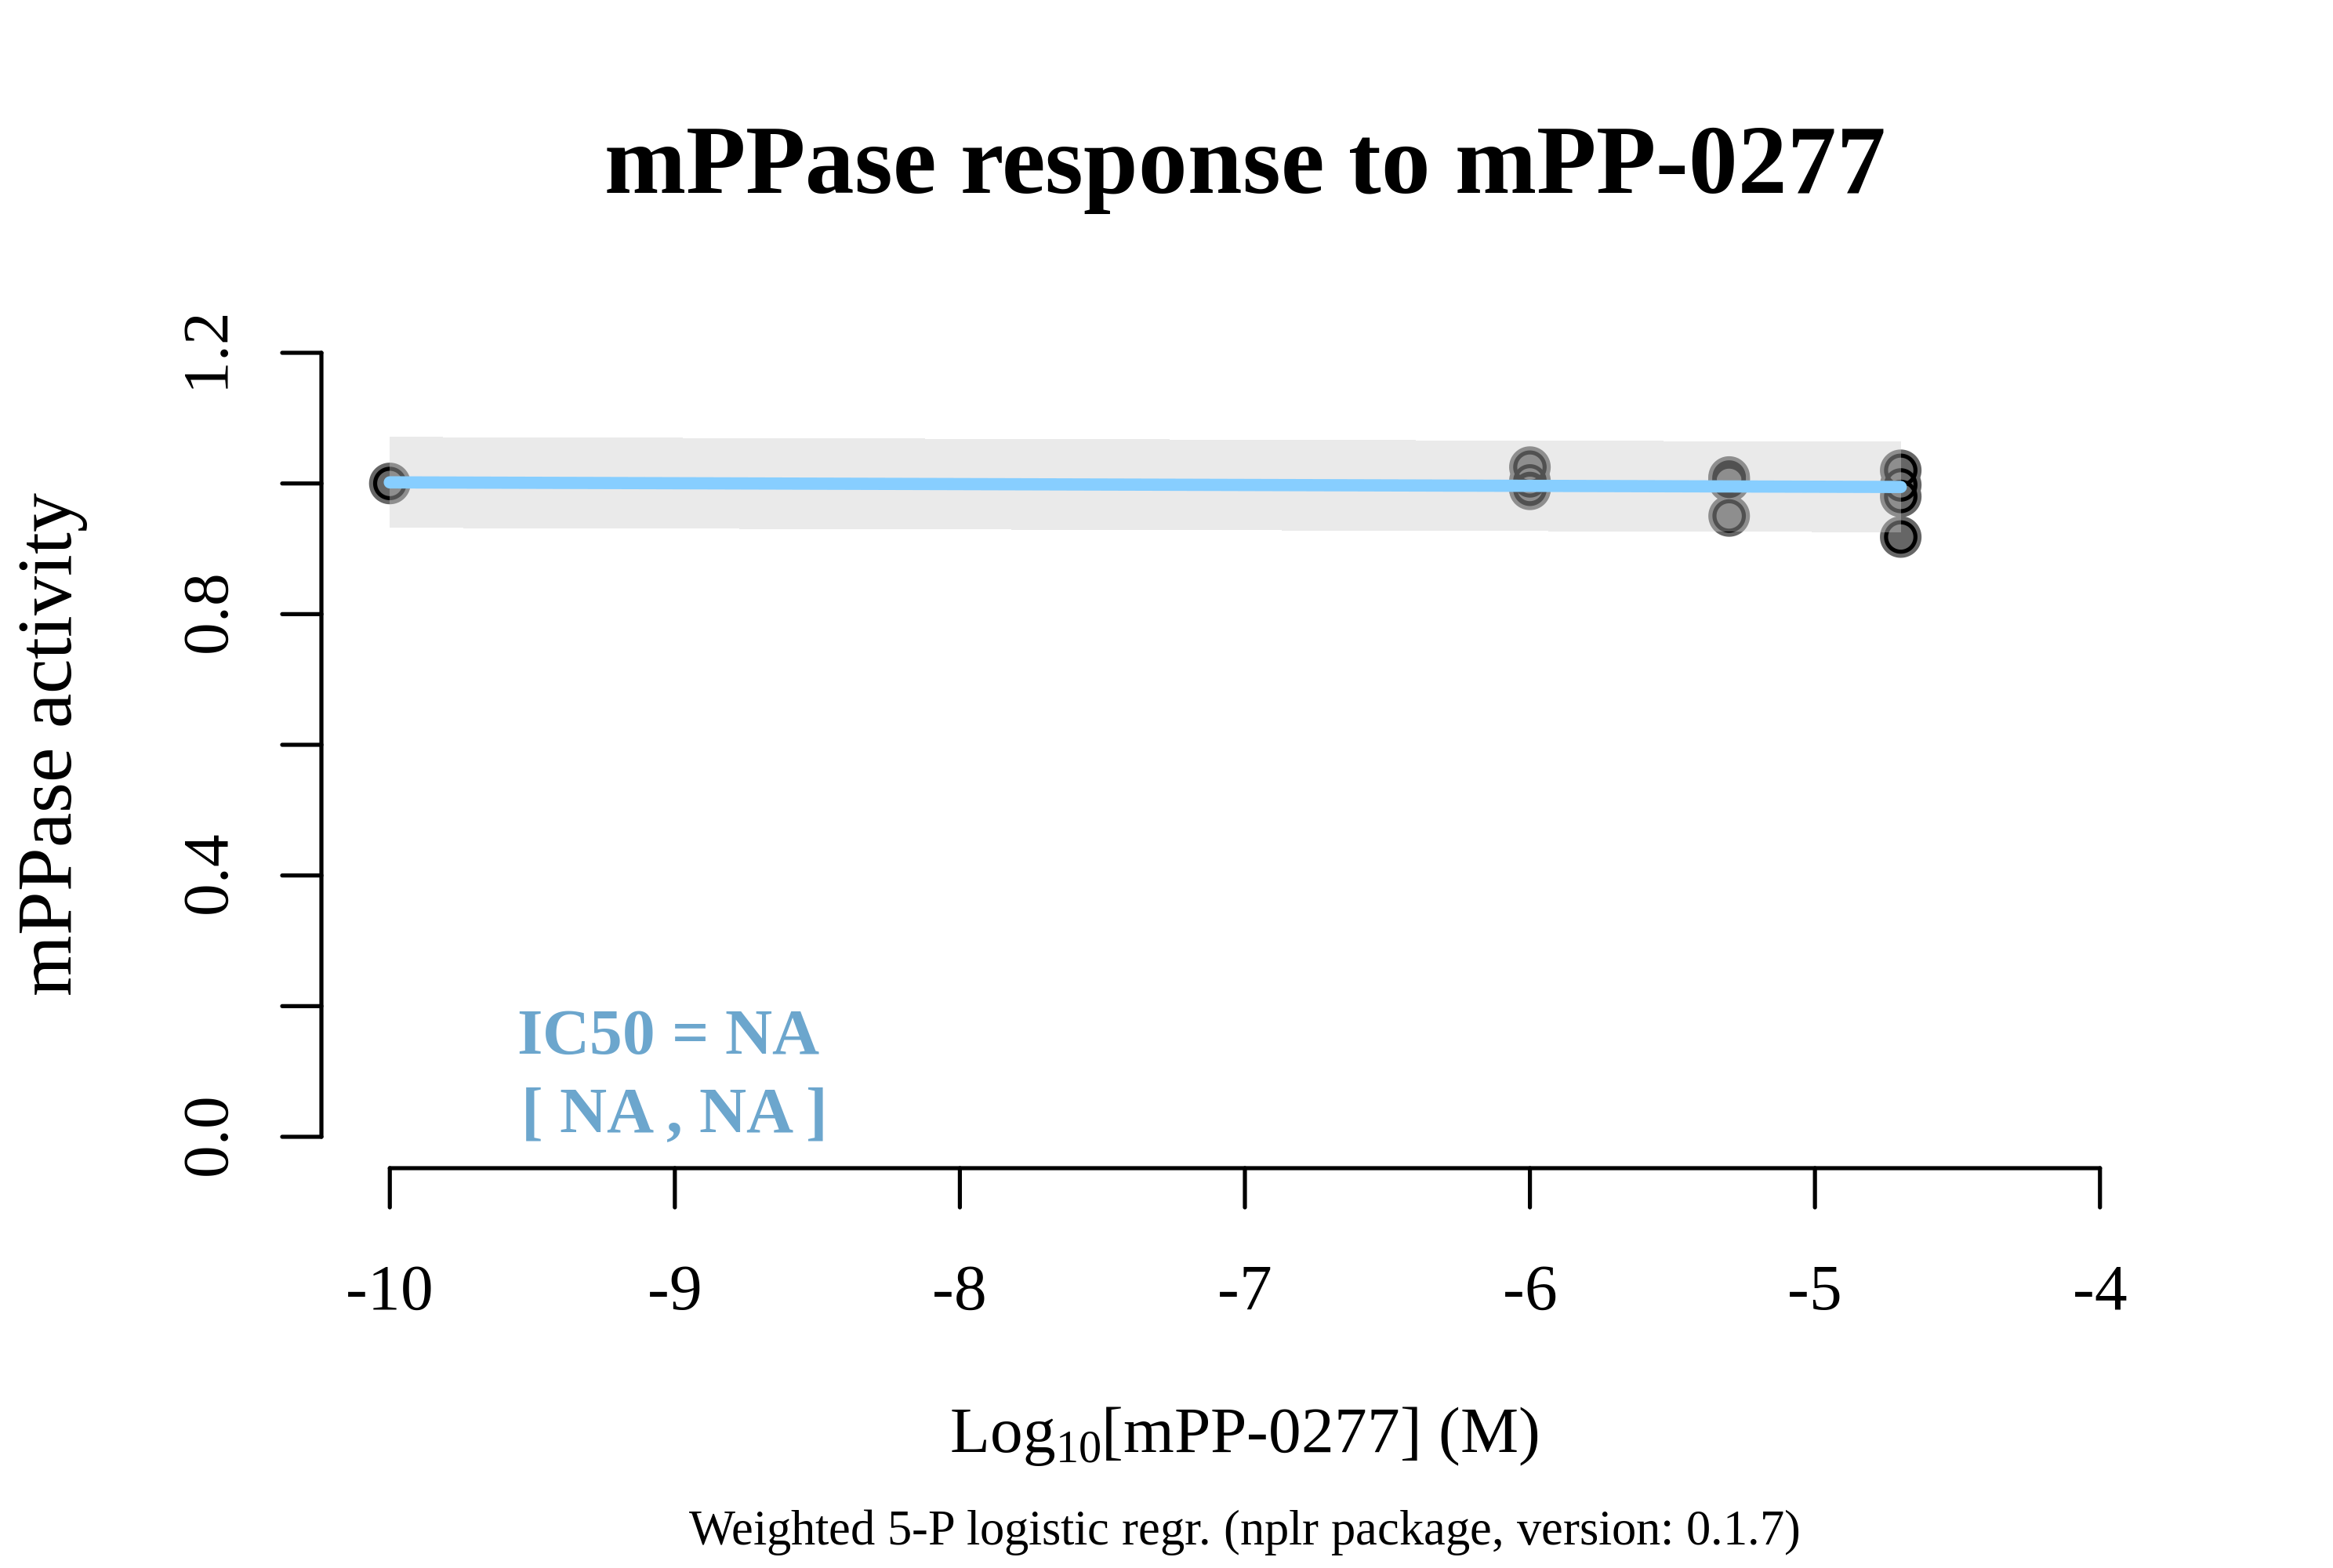 mPPase response to mPP-0277
mPPase activity
1.2
0.8
0.4
0.0
IC50 = NA
[ NA , NA ]
-10 -9 -8 -7 -6 -5 -4
Log10[mPP-0277] (M)
Weighted 5-P logistic regr. (nplr package, version: 0.1.7)